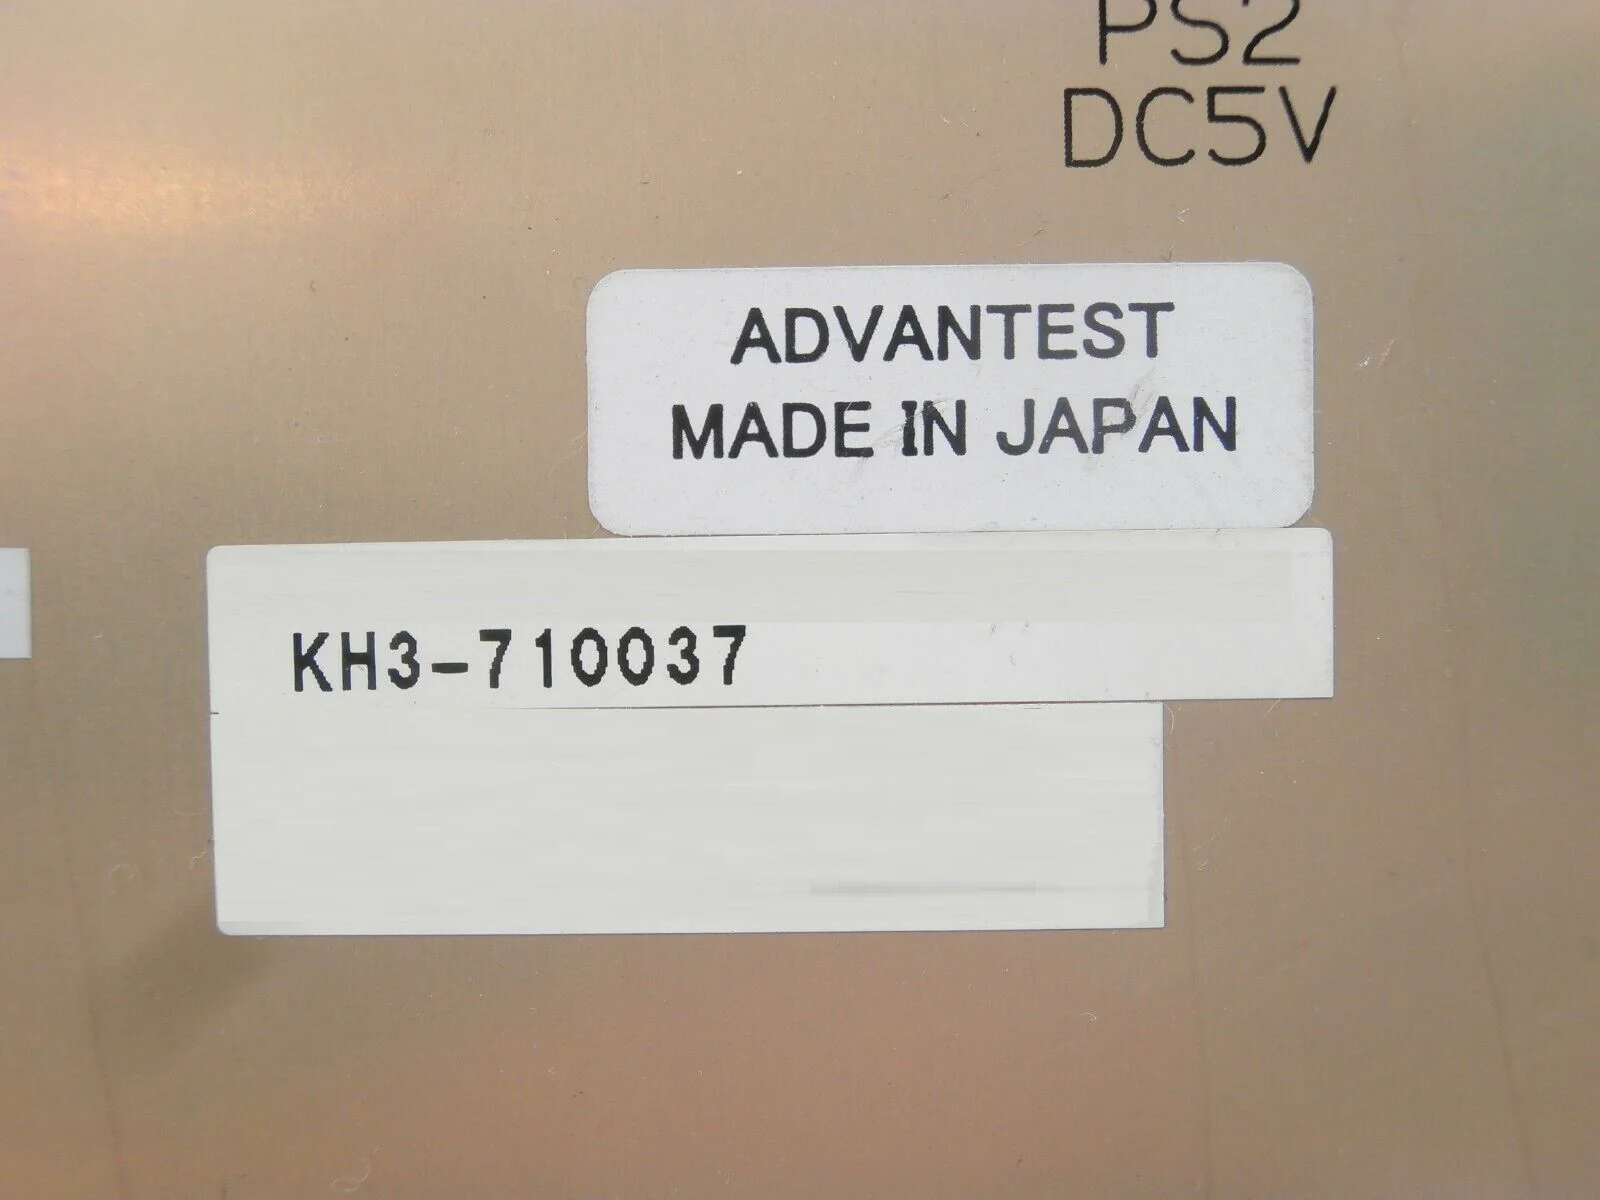 PS2
DC5V
ADVANTEST
MADE IN JAPAN
KH3-710037